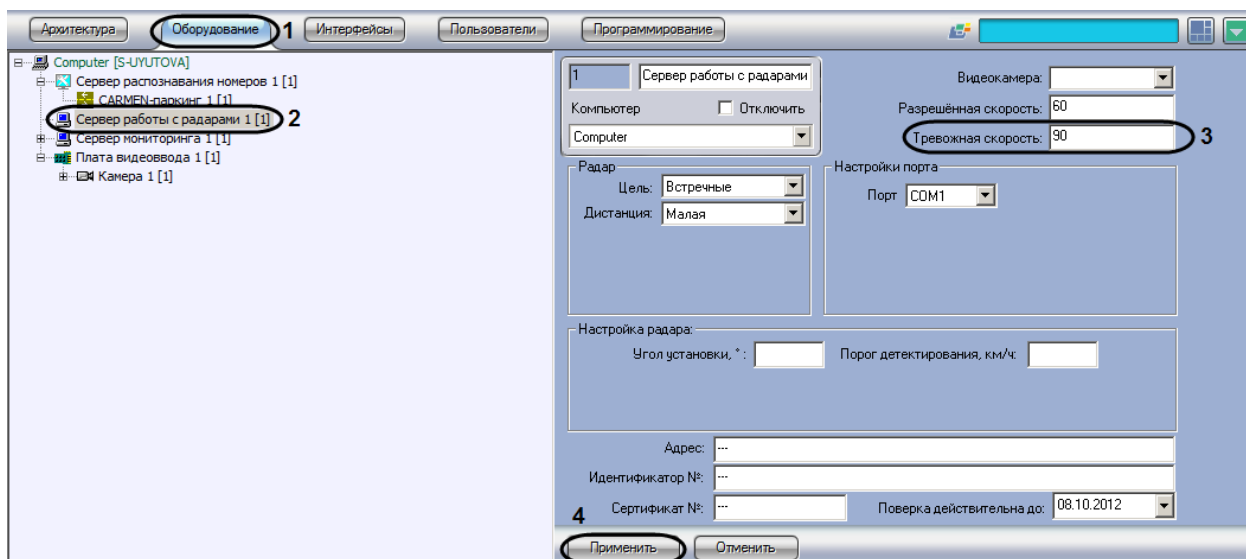 Архитектура Оборудование 1 Интерфейсы Пользователи Программирование
Computer [S-UYUTOVA]
Сервер распознавания номеров 1 [1]
CARMEN-паркинг 1 [1]
Сервер работы с радарами 1 [1] 2
Сервер мониторинга 1 [1]
Плата видеоввода 1 [1]
Камера 1 [1]
1 Сервер работы с радарами
Компьютер Отключить
Computer
Видеокамера:
Разрешённая скорость: 60
Тревожная скорость: 90 3
Радар
Цель: Встречные
Дистанция: Малая
Настройки порта
Порт COM1
Настройка радара:
Угол установки, ° : Порог детектирования, км/ч:
Адрес: ---
Идентификатор №: ---
Сертификат №: --- Поверка действительна до: 08.10.2012
4
Применить Отменить